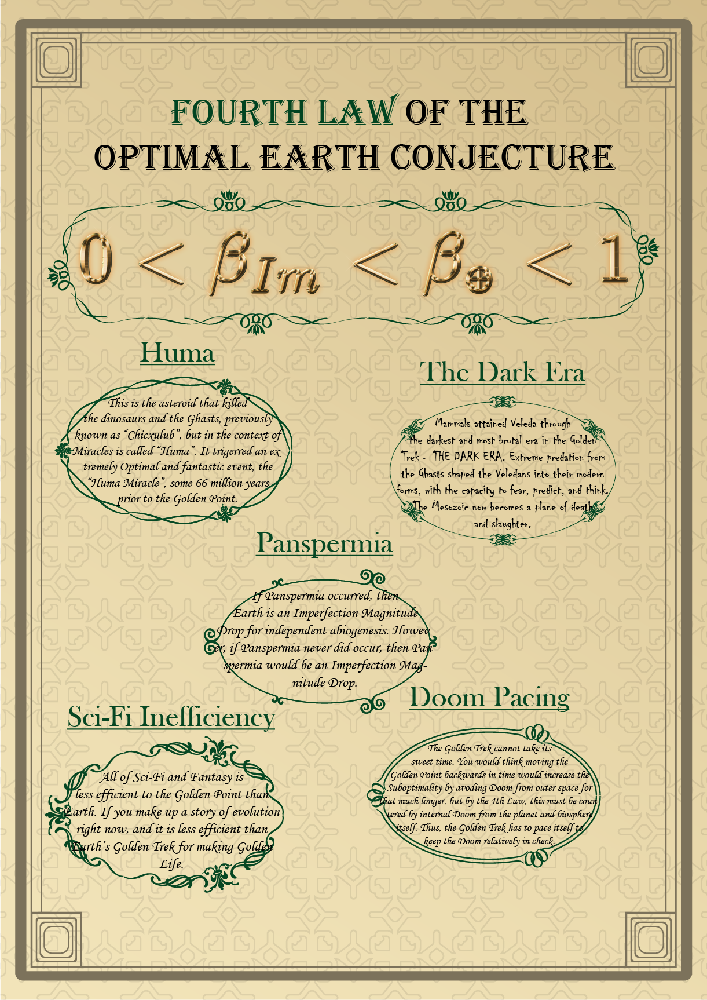 FOURTH LAW OF THE
OPTIMAL EARTH CONJECTURE
0 < β_Im < β_⊕ < 1
Huma
This is the asteroid that killed
the dinosaurs and the Ghasts, previously
known as “Chicxulub”, but in the context of
Miracles is called “Huma”. It trigerred an ex-
tremely Optimal and fantastic event, the
“Huma Miracle”, some 66 million years
prior to the Golden Point.
The Dark Era
Mammals attained Veleda through
the darkest and most brutal era in the Golden
Trek – THE DARK ERA. Extreme predation from
the Ghasts shaped the Veledans into their modern
forms, with the capacity to fear, predict, and think.
The Mesozoic now becomes a plane of death
and slaughter.
Panspermia
If Panspermia occurred, then
Earth is an Imperfection Magnitude
Drop for independent abiogenesis. Howev-
er, if Panspermia never did occur, then Pan-
spermia would be an Imperfection Mag-
nitude Drop.
Sci-Fi Inefficiency
All of Sci-Fi and Fantasy is
less efficient to the Golden Point than
Earth. If you make up a story of evolution
right now, and it is less efficient than
Earth’s Golden Trek for making Golden
Life.
Doom Pacing
The Golden Trek cannot take its
sweet time. You would think moving the
Golden Point backwards in time would increase the
Suboptimality by avoding Doom from outer space for
that much longer, but by the 4th Law, this must be coun-
tered by internal Doom from the planet and biosphere
itself. Thus, the Golden Trek has to pace itself to
keep the Doom relatively in check.